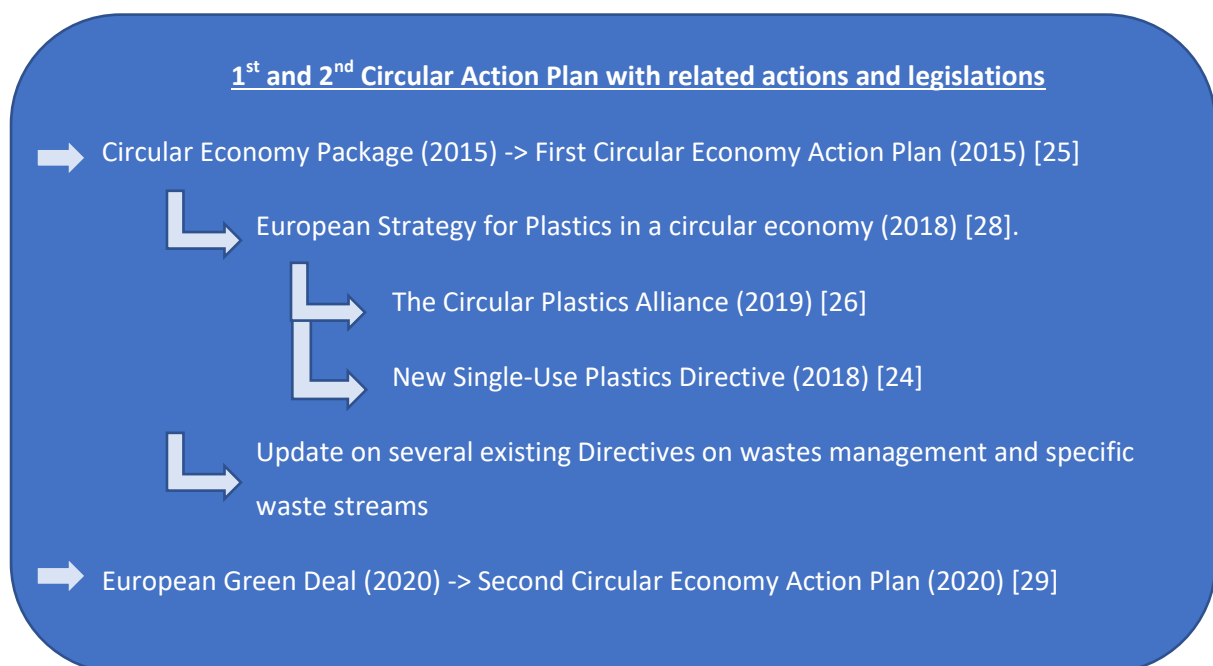 1st and 2nd Circular Action Plan with related actions and legislations
Circular Economy Package (2015) -> First Circular Economy Action Plan (2015) [25]
European Strategy for Plastics in a circular economy (2018) [28].
The Circular Plastics Alliance (2019) [26]
New Single-Use Plastics Directive (2018) [24]
Update on several existing Directives on wastes management and specific
waste streams
European Green Deal (2020) -> Second Circular Economy Action Plan (2020) [29]